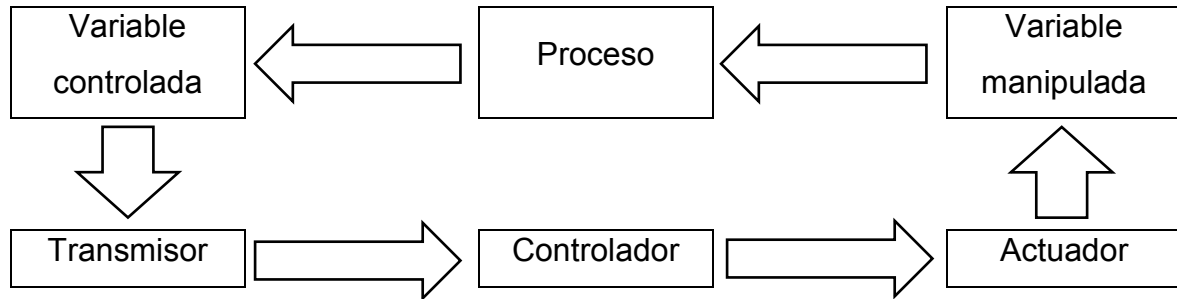 Variable
controlada
Proceso
Variable
manipulada
Transmisor
Controlador
Actuador